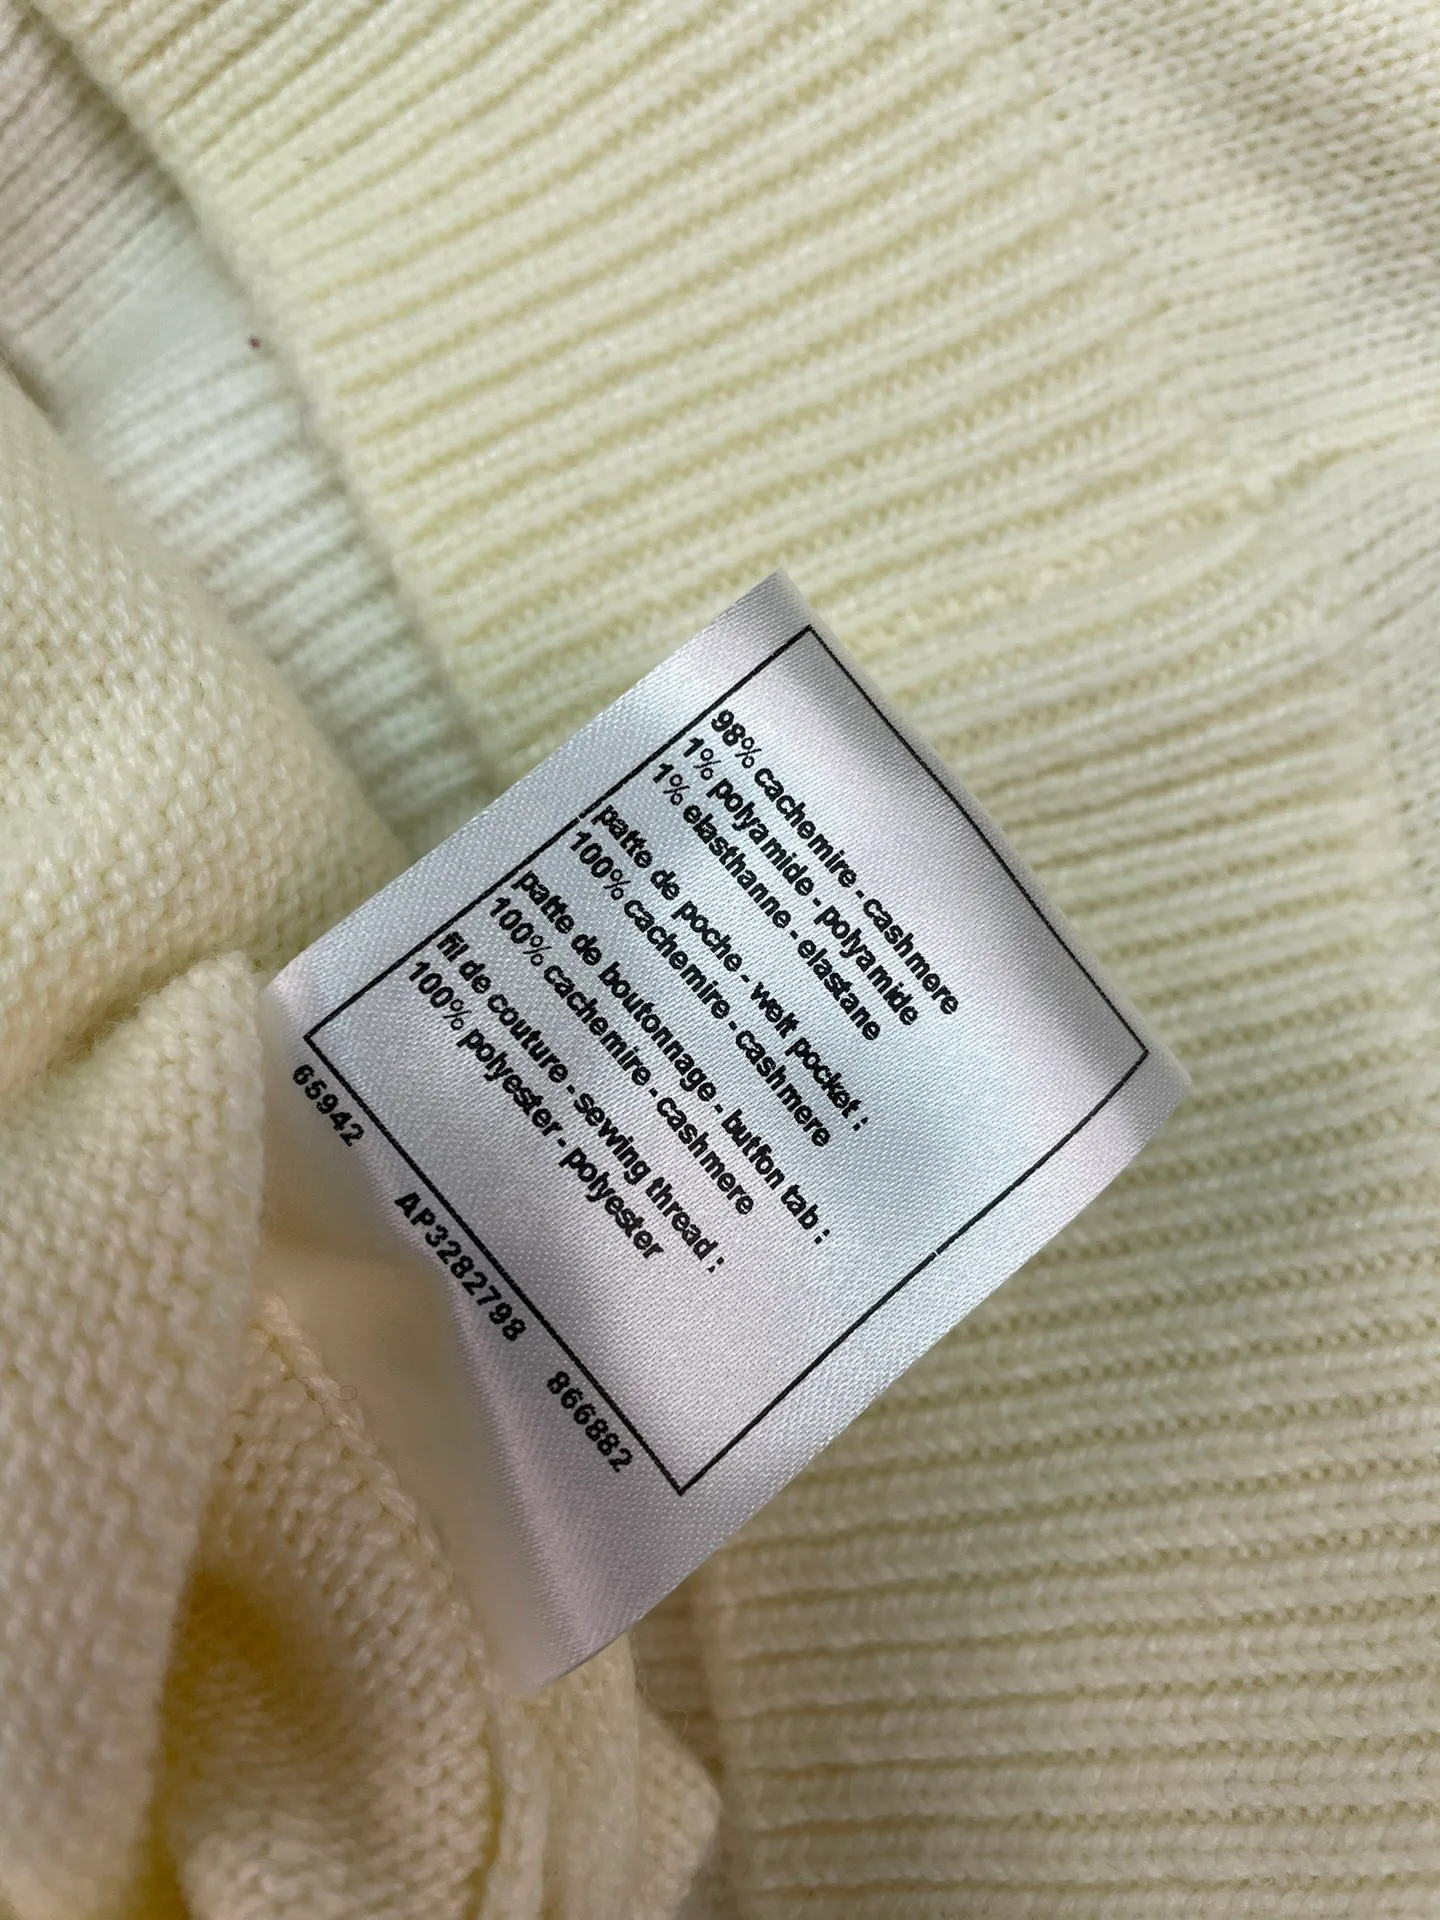 98% cachemire - cashmere
1% polyamide - polyamide
1% elasthanne - elastane
patte de poche - welt pocket :
100% cachemire - cashmere
patte de boutonnage - button tab :
100% cachemire - cashmere
fil de couture - sewing thread :
100% polyester - polyester
65942 AP3282798 866882